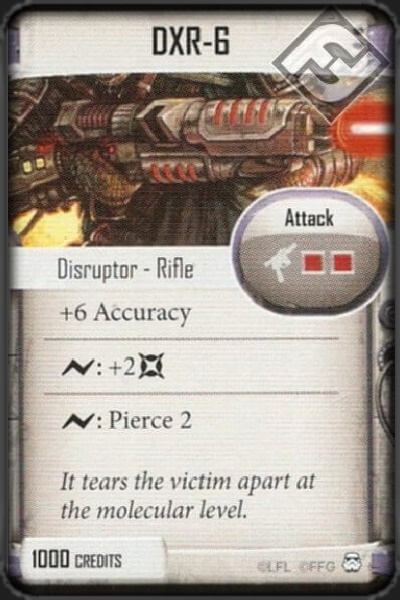 DXR-6
Attack
Disruptor - Rifle
+6 Accuracy
: +2
: Pierce 2
It tears the victim apart at
the molecular level.
1000 CREDITS
©LFL ©FFG